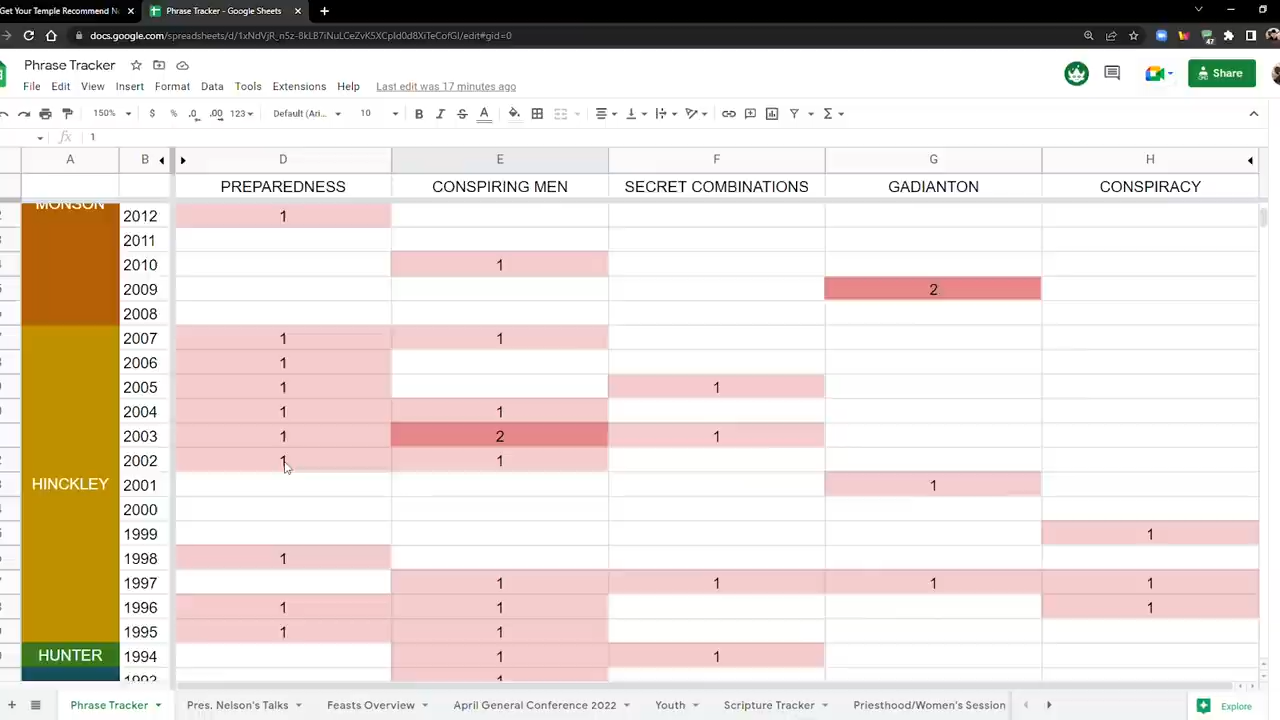 Get Your Temple Recommend N
Phrase Tracker - Google Sheets
docs.google.com/spreadsheets/d/1xNdVjR_n5z-8kLB7iNuLCeZvK5XCpId0d8XiTeCofGI/edit#gid=0
47
Phrase Tracker
File Edit View Insert Format Data Tools Extensions Help Last edit was 17 minutes ago
Share
150% $ % .0 .00 123 Default (Ari... 10 B I S A
fx 1
A B D E F G H
PREPAREDNESS CONSPIRING MEN SECRET COMBINATIONS GADIANTON CONSPIRACY
MONSON
2012 1
2011
2010 1
2009 2
2008
2007 1 1
2006 1
2005 1 1
2004 1 1
2003 1 2 1
2002 1 1
HINCKLEY
2001 1
2000
1999 1
1998 1
1997 1 1 1 1
1996 1 1 1
1995 1 1
HUNTER 1994 1 1
1993 1
Phrase Tracker Pres. Nelson's Talks Feasts Overview April General Conference 2022 Youth Scripture Tracker Priesthood/Women's Session
Explore